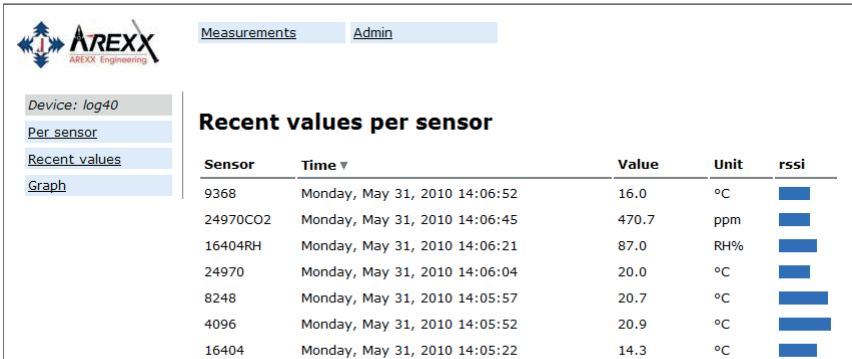 AREXX
AREXX Engineering
Measurements Admin
Device: log40
Per sensor
Recent values
Graph
Recent values per sensor
Sensor Time Value Unit rssi
9368 Monday, May 31, 2010 14:06:52 16.0 °C
24970CO2 Monday, May 31, 2010 14:06:45 470.7 ppm
16404RH Monday, May 31, 2010 14:06:21 87.0 RH%
24970 Monday, May 31, 2010 14:06:04 20.0 °C
8248 Monday, May 31, 2010 14:05:57 20.7 °C
4096 Monday, May 31, 2010 14:05:52 20.9 °C
16404 Monday, May 31, 2010 14:05:22 14.3 °C